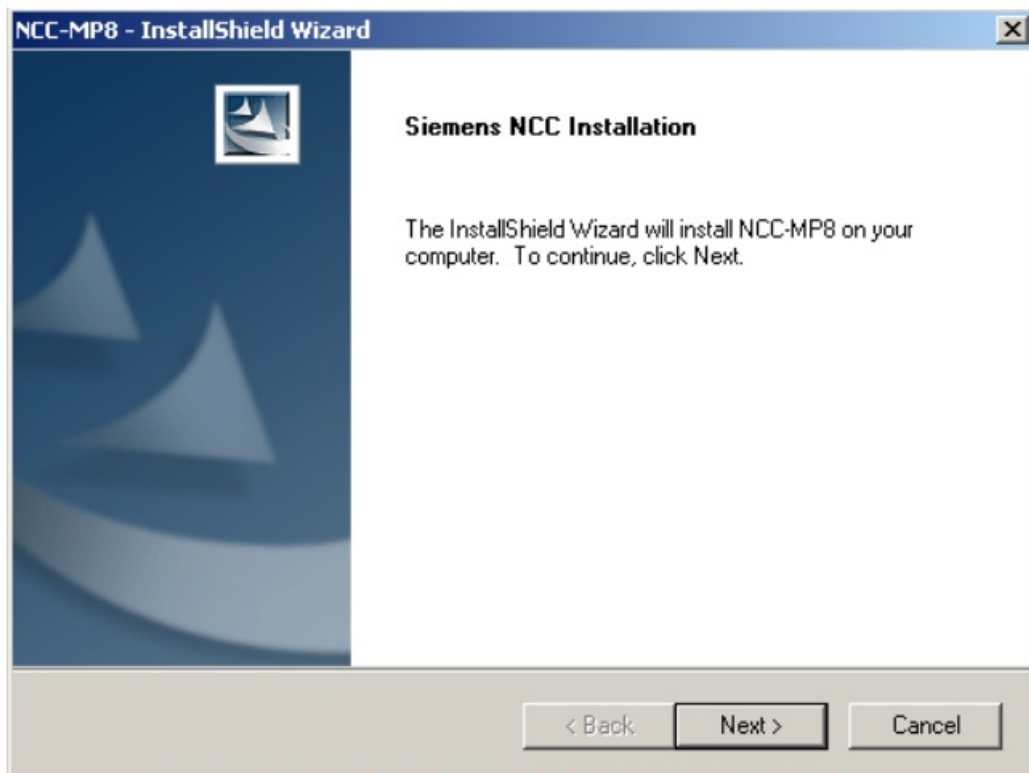 NCC-MP8 - InstallShield Wizard
Siemens NCC Installation
The InstallShield Wizard will install NCC-MP8 on your
computer. To continue, click Next.
< Back
Next >
Cancel